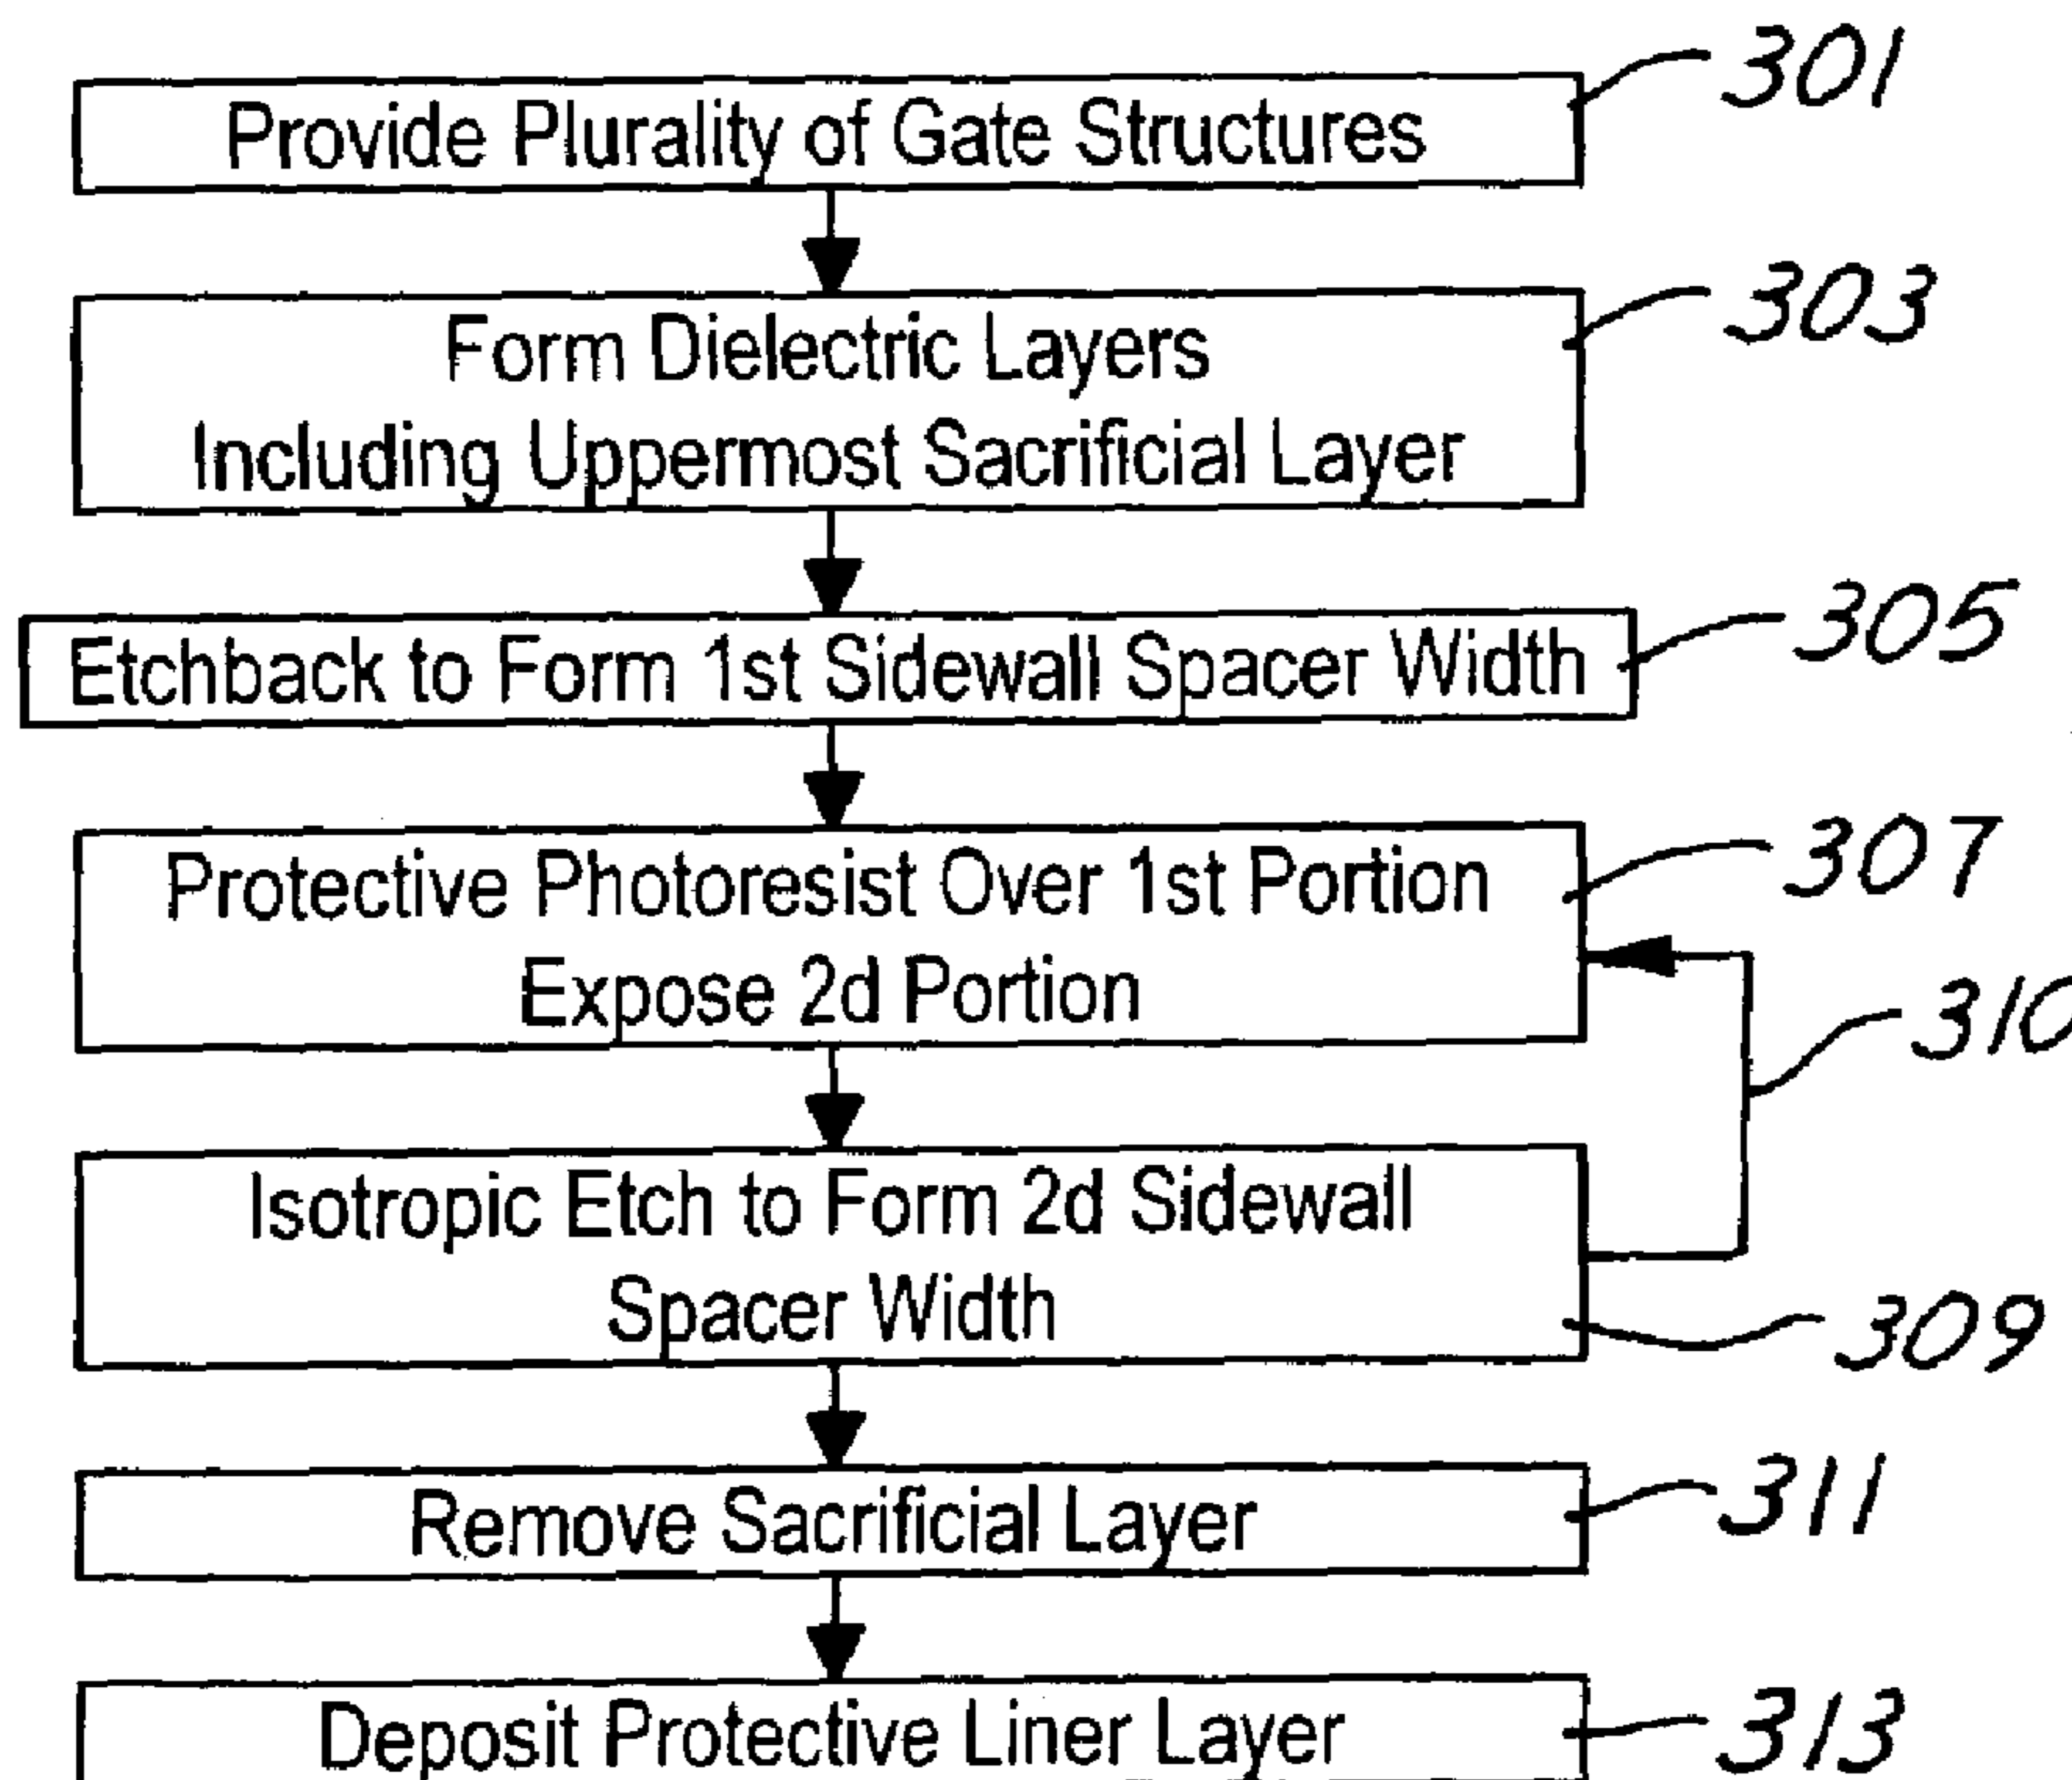 301
Provide Plurality of Gate Structures
303
Form Dielectric Layers
Including Uppermost Sacrificial Layer
305
Etchback to Form 1st Sidewall Spacer Width
307
Protective Photoresist Over 1st Portion
Expose 2d Portion
310
Isotropic Etch to Form 2d Sidewall
Spacer Width
309
311
Remove Sacrificial Layer
313
Deposit Protective Liner Layer